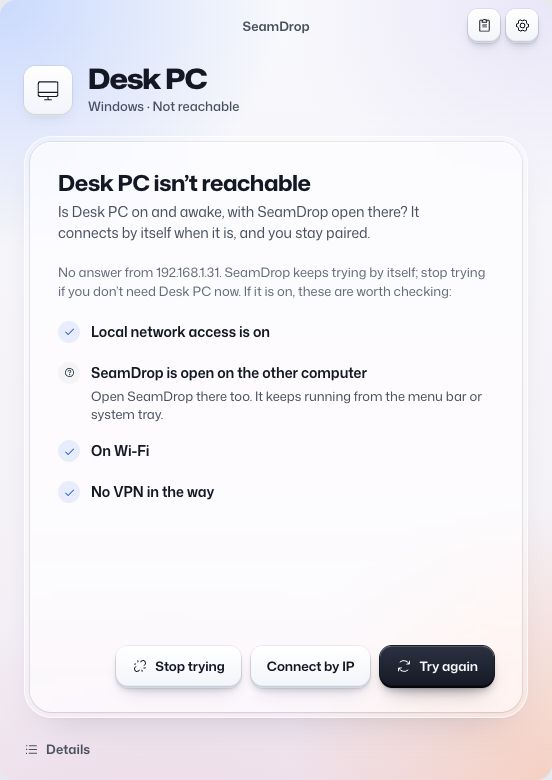 SeamDrop
Desk PC
Windows · Not reachable
Desk PC isn’t reachable
Is Desk PC on and awake, with SeamDrop open there? It
connects by itself when it is, and you stay paired.
No answer from 192.168.1.31. SeamDrop keeps trying by itself; stop trying
if you don’t need Desk PC now. If it is on, these are worth checking:
Local network access is on
SeamDrop is open on the other computer
Open SeamDrop there too. It keeps running from the menu bar or
system tray.
On Wi-Fi
No VPN in the way
Stop trying
Connect by IP
Try again
Details